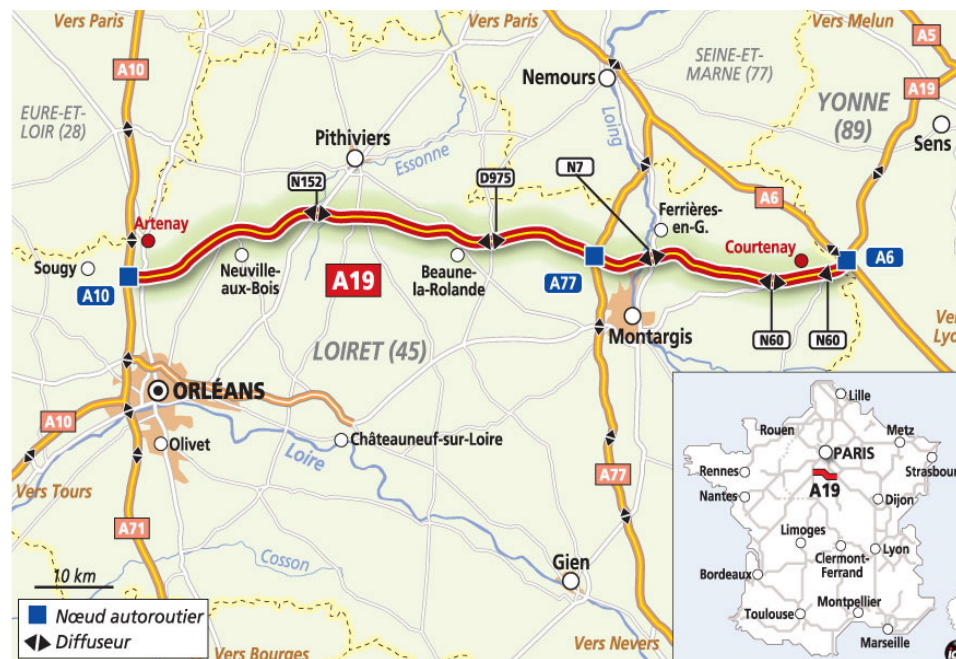 Vers Paris
Vers Paris
Vers Melun
A10
A5
SEINE-ET-
MARNE (77)
A19
Nemours
EURE-ET-
LOIR (28)
YONNE
(89)
Loing
Sens
Pithiviers
Essonne
N152
D975
N7
A6
Artenay
Ferrières-
en-G.
Courtenay
Sougy
Neuville-
aux-Bois
Beaune-
la-Rolande
A10
A19
A77
A6
N60
N60
Montargis
LOIRET (45)
ORLÉANS
A10
Olivet
Châteauneuf-sur-Loire
Loire
Vers Tours
A77
A71
Cosson
Gien
10 km
Nœud autoroutier
Diffuseur
Vers Bourges
Vers Nevers
Lille
Rouen
Metz
PARIS
Strasbour
Rennes
A19
Nantes
Dijon
Limoges
Lyon
Clermont-
Ferrand
Bordeaux
Toulouse
Montpellier
Marseille